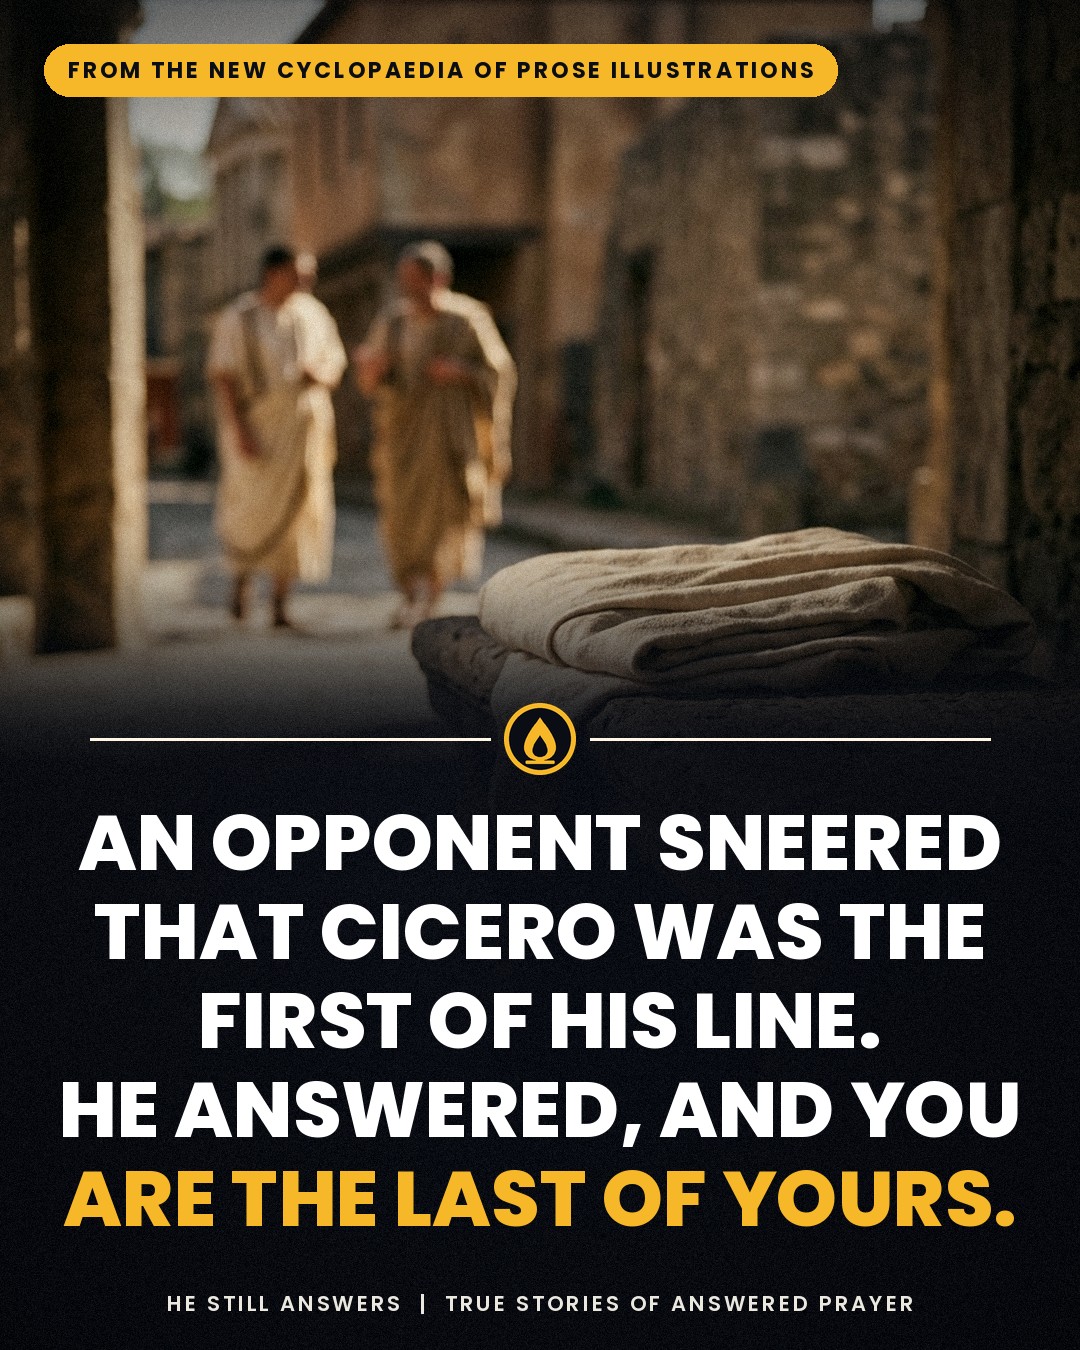 FROM THE NEW CYCLOPAEDIA OF PROSE ILLUSTRATIONS
AN OPPONENT SNEERED
THAT CICERO WAS THE
FIRST OF HIS LINE.
HE ANSWERED, AND YOU
ARE THE LAST OF YOURS.
HE STILL ANSWERS | TRUE STORIES OF ANSWERED PRAYER